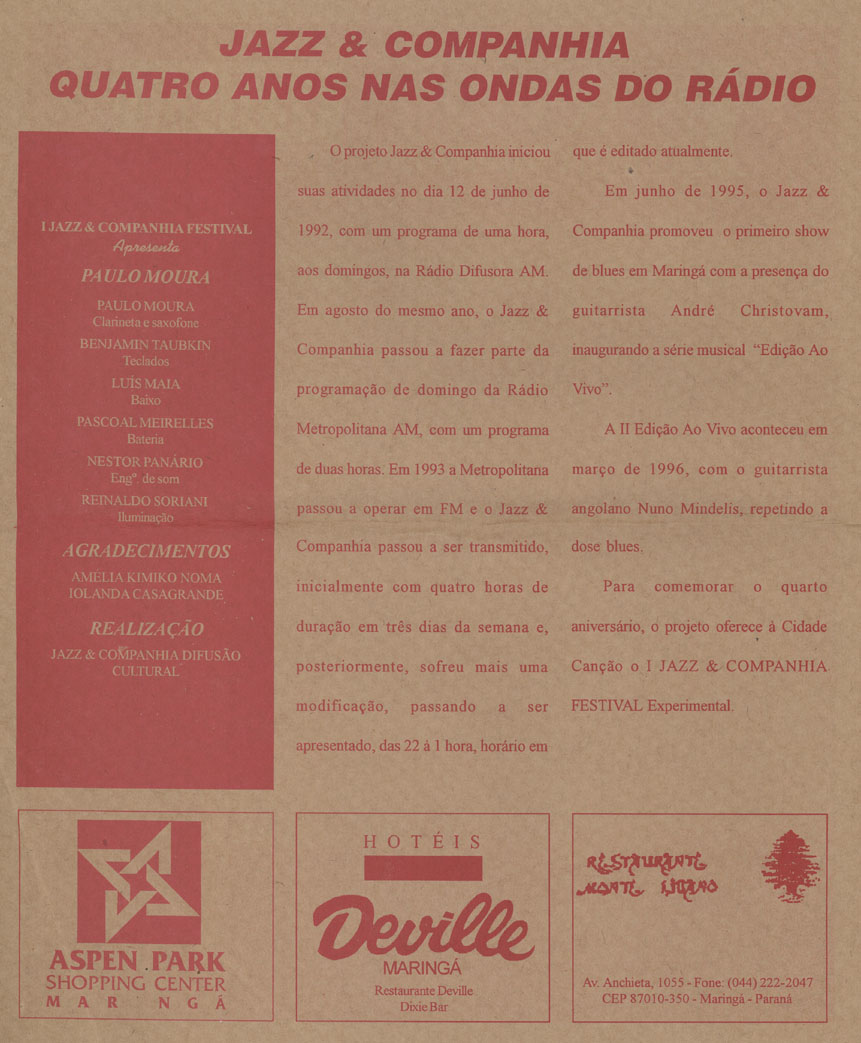 JAZZ & COMPANHIA
QUATRO ANOS NAS ONDAS DO RÁDIO
I JAZZ & COMPANHIA FESTIVAL
Apresenta
PAULO MOURA
PAULO MOURA
Clarineta e saxofone
BENJAMIN TAUBKIN
Teclados
LUÍS MAIA
Baixo
PASCOAL MEIRELLES
Bateria
NESTOR PANÁRIO
Engº. de som
REINALDO SORIANI
Iluminação
AGRADECIMENTOS
AMÉLIA KIMIKO NOMA
IOLANDA CASAGRANDE
REALIZAÇÃO
JAZZ & COMPANHIA DIFUSÃO
CULTURAL
O projeto Jazz & Companhia iniciou
suas atividades no dia 12 de junho de
1992, com um programa de uma hora,
aos domingos, na Rádio Difusora AM.
Em agosto do mesmo ano, o Jazz &
Companhia passou a fazer parte da
programação de domingo da Rádio
Metropolitana AM, com um programa
de duas horas. Em 1993 a Metropolitana
passou a operar em FM e o Jazz &
Companhia passou a ser transmitido,
inicialmente com quatro horas de
duração em três dias da semana e,
posteriormente, sofreu mais uma
modificação, passando a ser
apresentado, das 22 à 1 hora, horário em
que é editado atualmente.
Em junho de 1995, o Jazz &
Companhia promoveu o primeiro show
de blues em Maringá com a presença do
guitarrista André Christovam,
inaugurando a série musical “Edição Ao
Vivo”.
A II Edição Ao Vivo aconteceu em
março de 1996, com o guitarrista
angolano Nuno Mindelis, repetindo a
dose blues.
Para comemorar o quarto
aniversário, o projeto oferece à Cidade
Canção o I JAZZ & COMPANHIA
FESTIVAL Experimental.
ASPEN PARK
SHOPPING CENTER
MAR NGÁ
HOTÉIS
Deville
MARINGÁ
Restaurante Deville
Dixie Bar
RESTAURANTE
MONTE LÍBANO
Av. Anchieta, 1055 - Fone: (044) 222-2047
CEP 87010-350 - Maringá - Paraná